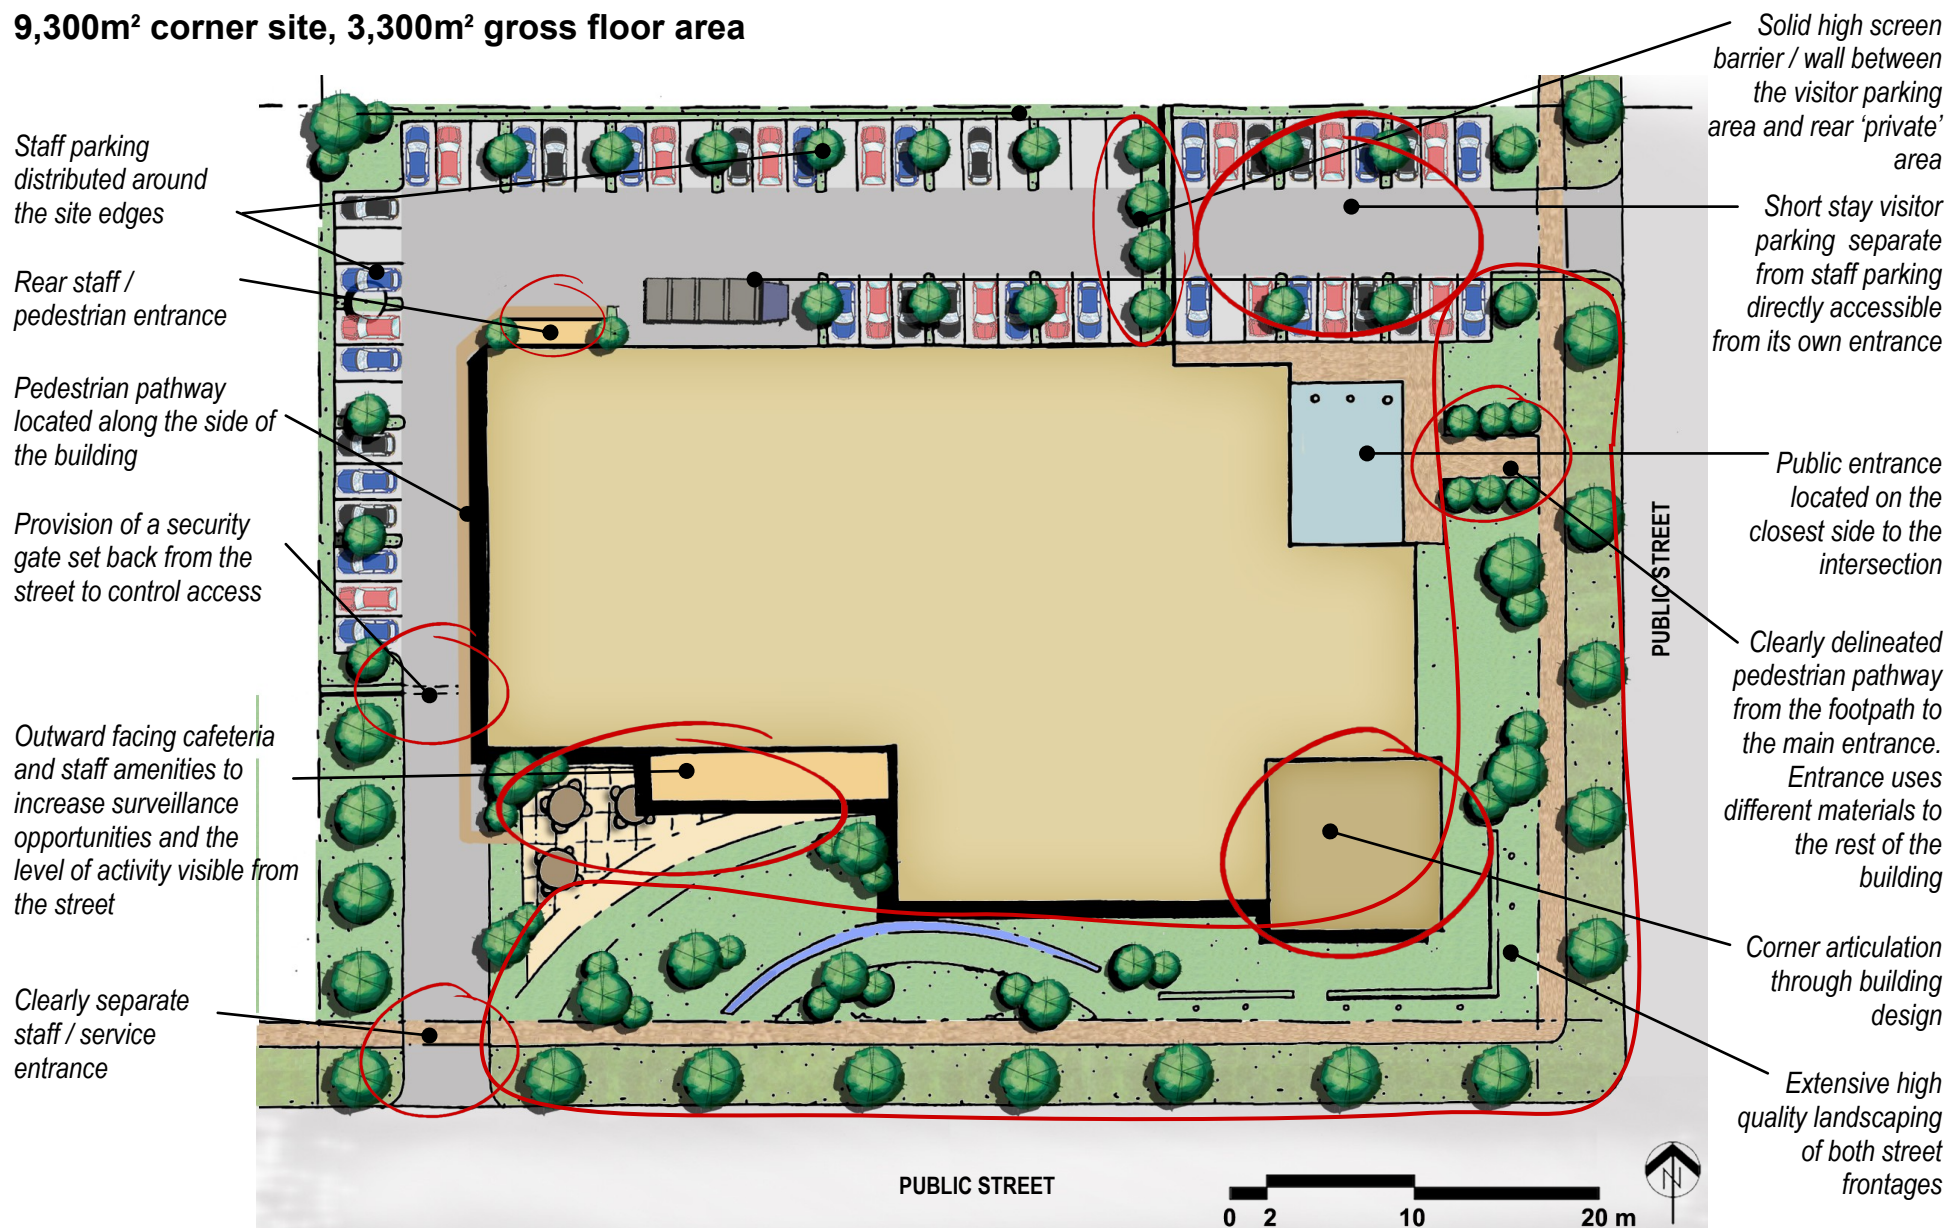 9,300m² corner site, 3,300m² gross floor area
Staff parking
distributed around
the site edges
Rear staff /
pedestrian entrance
Pedestrian pathway
located along the side of
the building
Provision of a security
gate set back from the
street to control access
Outward facing cafeteria
and staff amenities to
increase surveillance
opportunities and the
level of activity visible from
the street
Clearly separate
staff / service
entrance
Solid high screen
barrier / wall between
the visitor parking
area and rear ‘private’
area
Short stay visitor
parking separate
from staff parking
directly accessible
from its own entrance
Public entrance
located on the
closest side to the
intersection
Clearly delineated
pedestrian pathway
from the footpath to
the main entrance.
Entrance uses
different materials to
the rest of the
building
Corner articulation
through building
design
Extensive high
quality landscaping
of both street
frontages
PUBLIC STREET
PUBLIC STREET
0 2 10 20 m
N